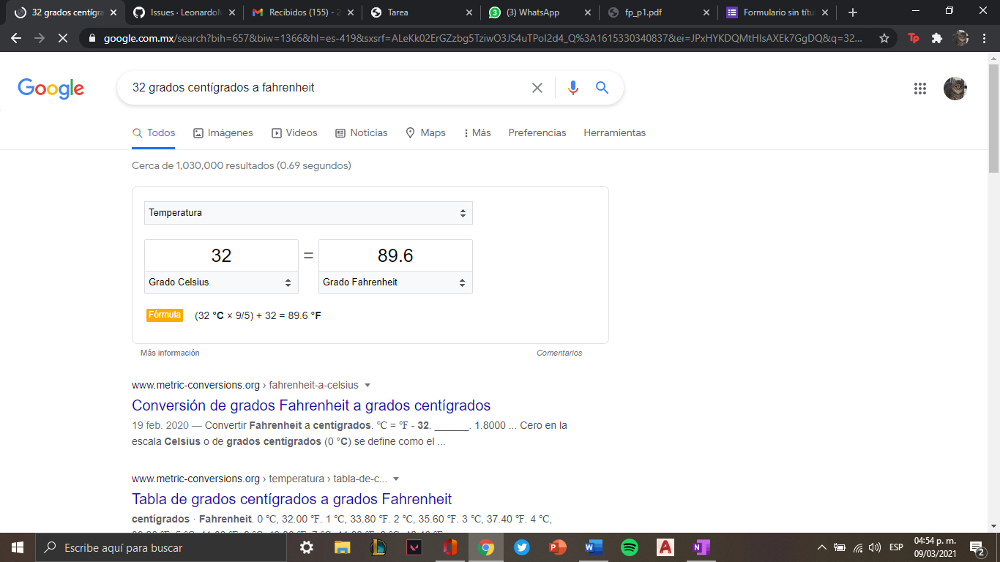 32 grados centígra
Issues · Leonardo
Recibidos (155) - 2
Tarea
(3) WhatsApp
fp_p1.pdf
Formulario sin títu
google.com.mx/search?bih=657&biw=1366&hl=es-419&sxsrf=ALeKk02ErGZzbg5TziwO3JS4uTPoI2d4_Q%3A1615330340837&ei=JPxHYKDQMtHIsAXEk7GgDQ&q=32...
Tp
Google
32 grados centígrados a fahrenheit
Todos Imágenes Videos Noticias Maps Más Preferencias Herramientas
Cerca de 1,030,000 resultados (0.69 segundos)
Temperatura
32 = 89.6
Grado Celsius Grado Fahrenheit
Fórmula (32 °C × 9/5) + 32 = 89.6 °F
Más información Comentarios
www.metric-conversions.org › fahrenheit-a-celsius
Conversión de grados Fahrenheit a grados centígrados
19 feb. 2020 — Convertir Fahrenheit a centígrados. ℃ = ℉ - 32. ______. 1.8000 ... Cero en la
escala Celsius o de grados centígrados (0 °C) se define como el ...
www.metric-conversions.org › temperatura › tabla-de-c...
Tabla de grados centígrados a grados Fahrenheit
centígrados · Fahrenheit. 0 ℃, 32.00 ℉. 1 ℃, 33.80 ℉. 2 ℃, 35.60 ℉. 3 ℃, 37.40 ℉. 4 ℃,
Escribe aquí para buscar
ESP
04:54 p. m.
09/03/2021
2